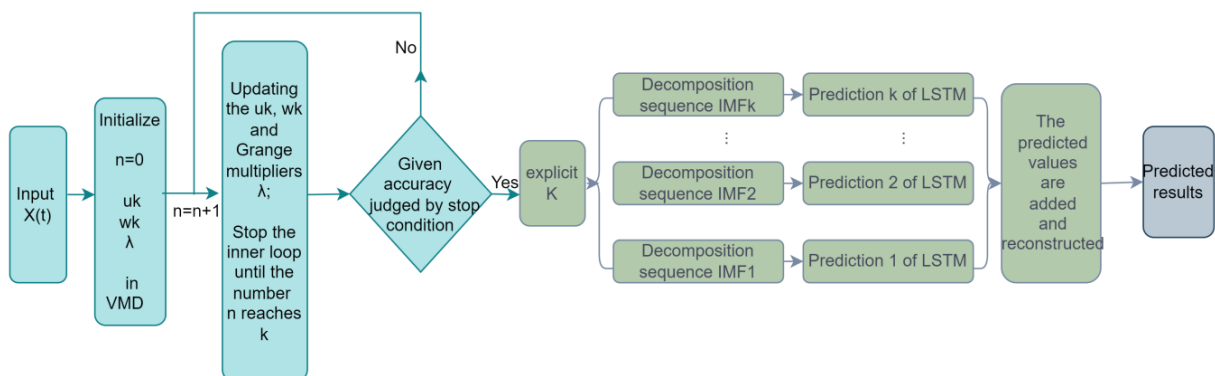 Input
X(t)
Initialize
n=0
uk
wk
λ
in
VMD
n=n+1
Updating
the uk, wk
and
Grange
multipliers
λ;
Stop the
inner loop
until the
number
n reaches
k
No
Given
accuracy
judged by stop
condition
Yes
explicit
K
Decomposition
sequence IMFk
Prediction k of LSTM
...
...
Decomposition
sequence IMF2
Prediction 2 of LSTM
Decomposition
sequence IMF1
Prediction 1 of LSTM
The
predicted
values
are
added
and
reconstructed
Predicted
results